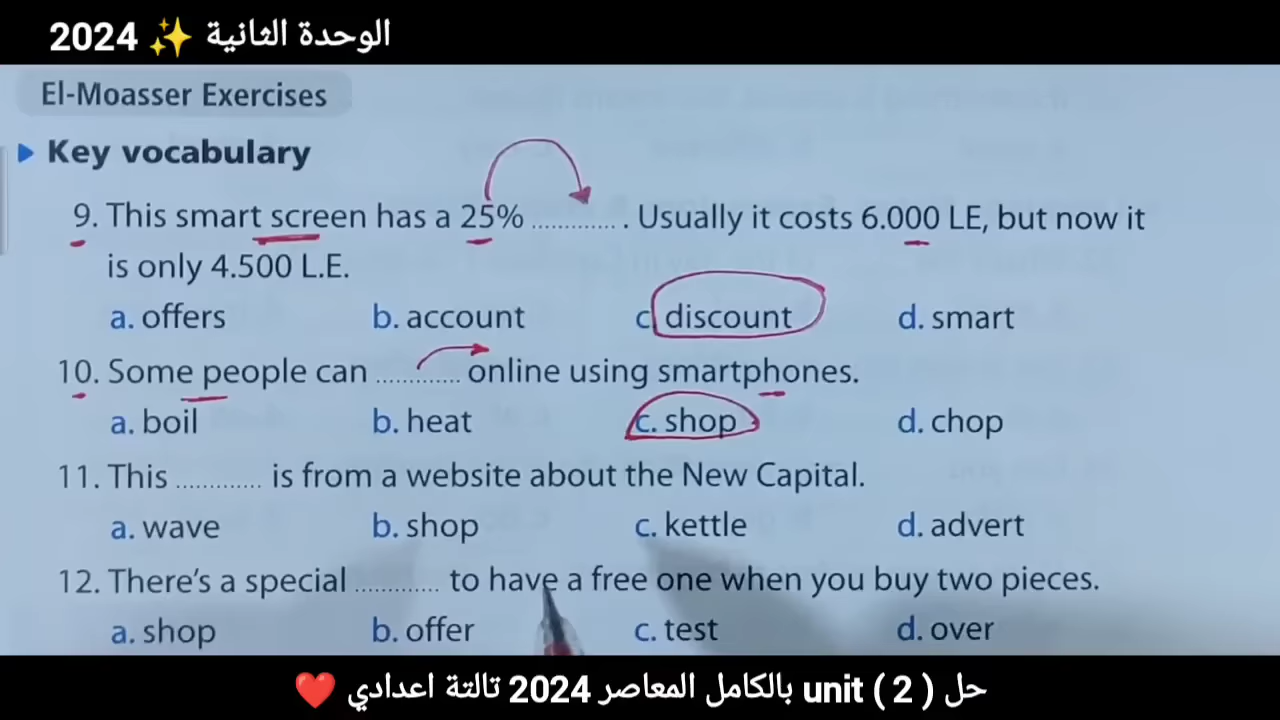 الوحدة الثانية ✨ 2024
El-Moasser Exercises
Key vocabulary
9. This smart screen has a 25% ............. . Usually it costs 6.000 LE, but now it
is only 4.500 L.E.
a. offers b. account c. discount d. smart
10. Some people can ............. online using smartphones.
a. boil b. heat c. shop d. chop
11. This ............. is from a website about the New Capital.
a. wave b. shop c. kettle d. advert
12. There's a special ............. to have a free one when you buy two pieces.
a. shop b. offer c. test d. over
حل unit ( 2 ) بالكامل المعاصر 2024 تالتة اعدادي ❤️